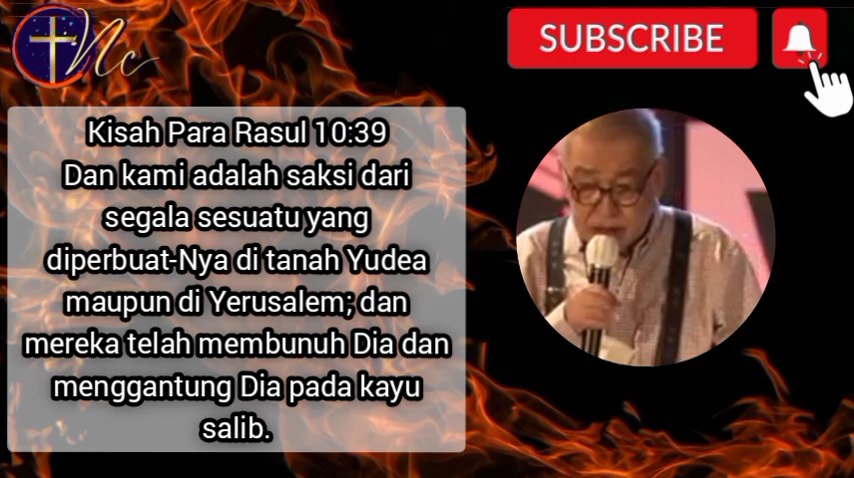 Nc
SUBSCRIBE
Kisah Para Rasul 10:39
Dan kami adalah saksi dari
segala sesuatu yang
diperbuat-Nya di tanah Yudea
maupun di Yerusalem; dan
mereka telah membunuh Dia dan
menggantung Dia pada kayu
salib.